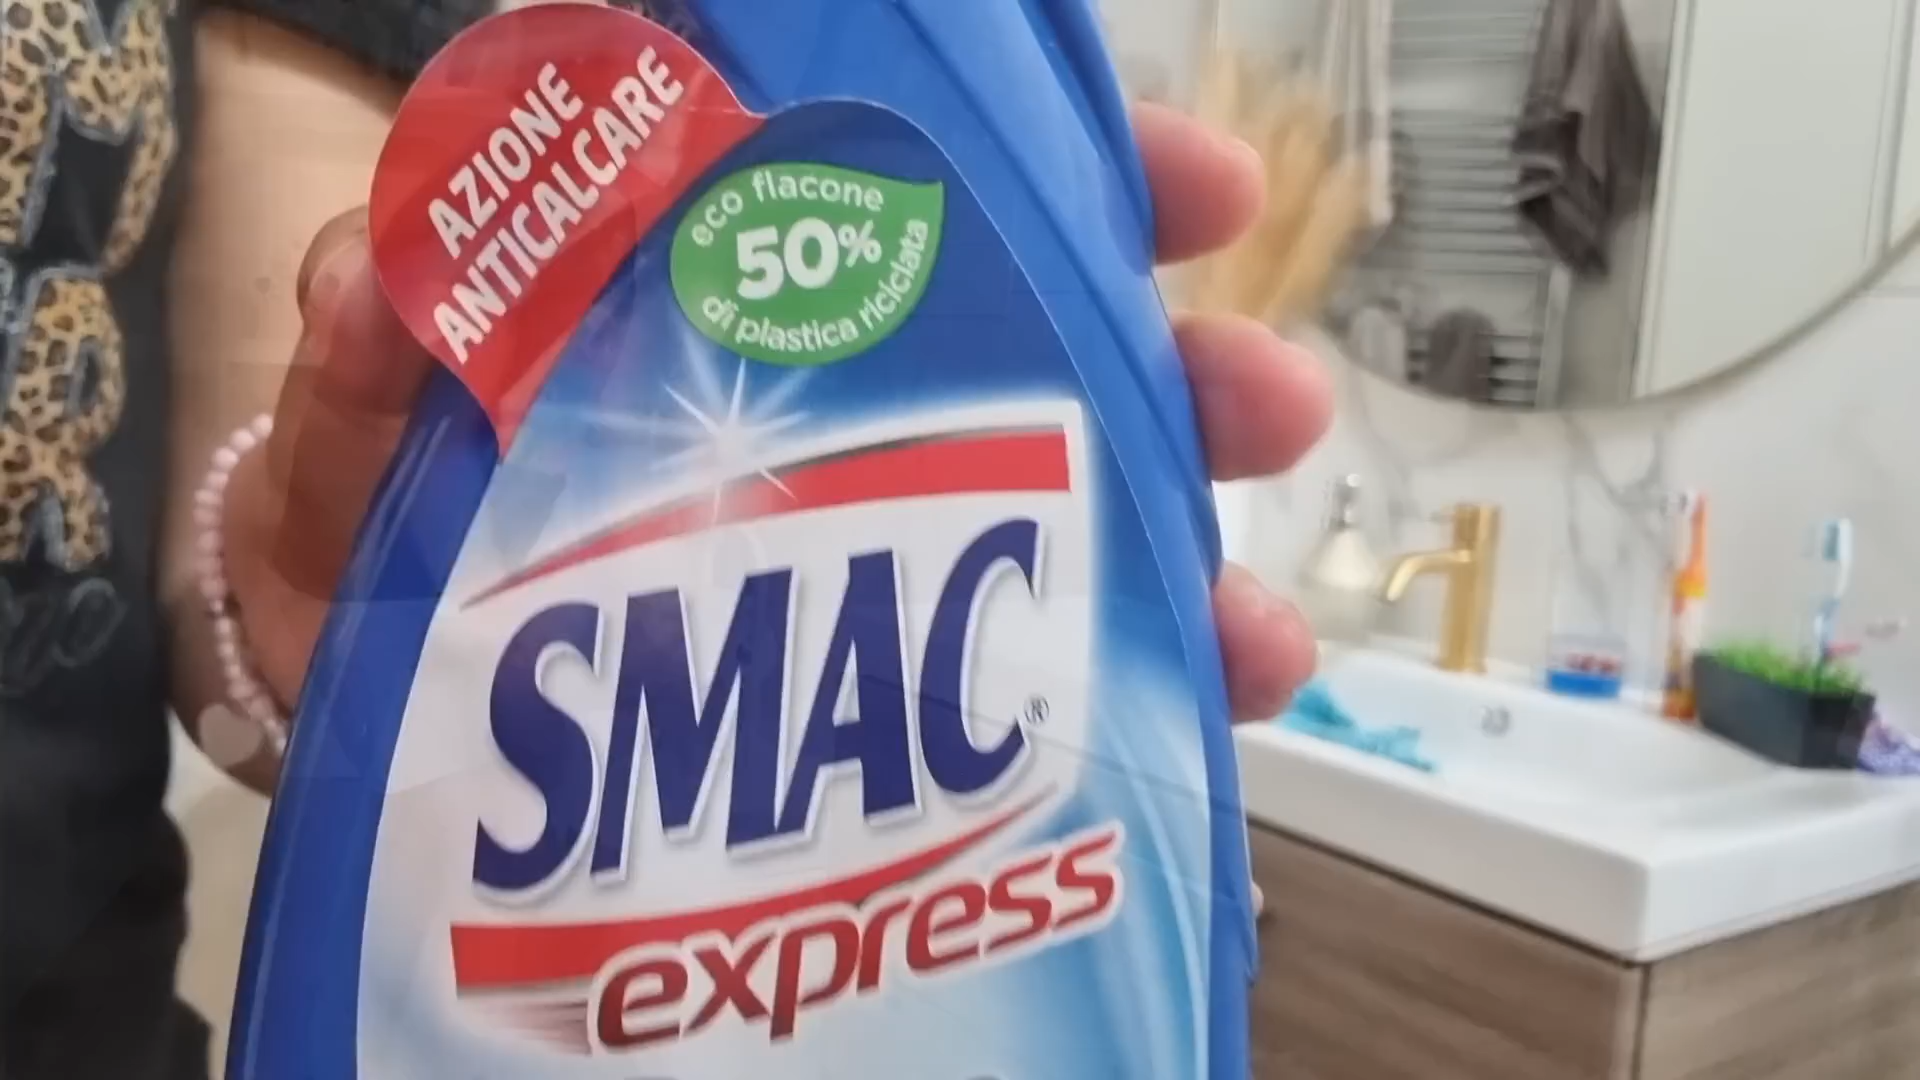 AZIONE
ANTICALCARE
eco flacone
50%
di plastica riciclata
SMAC®
express